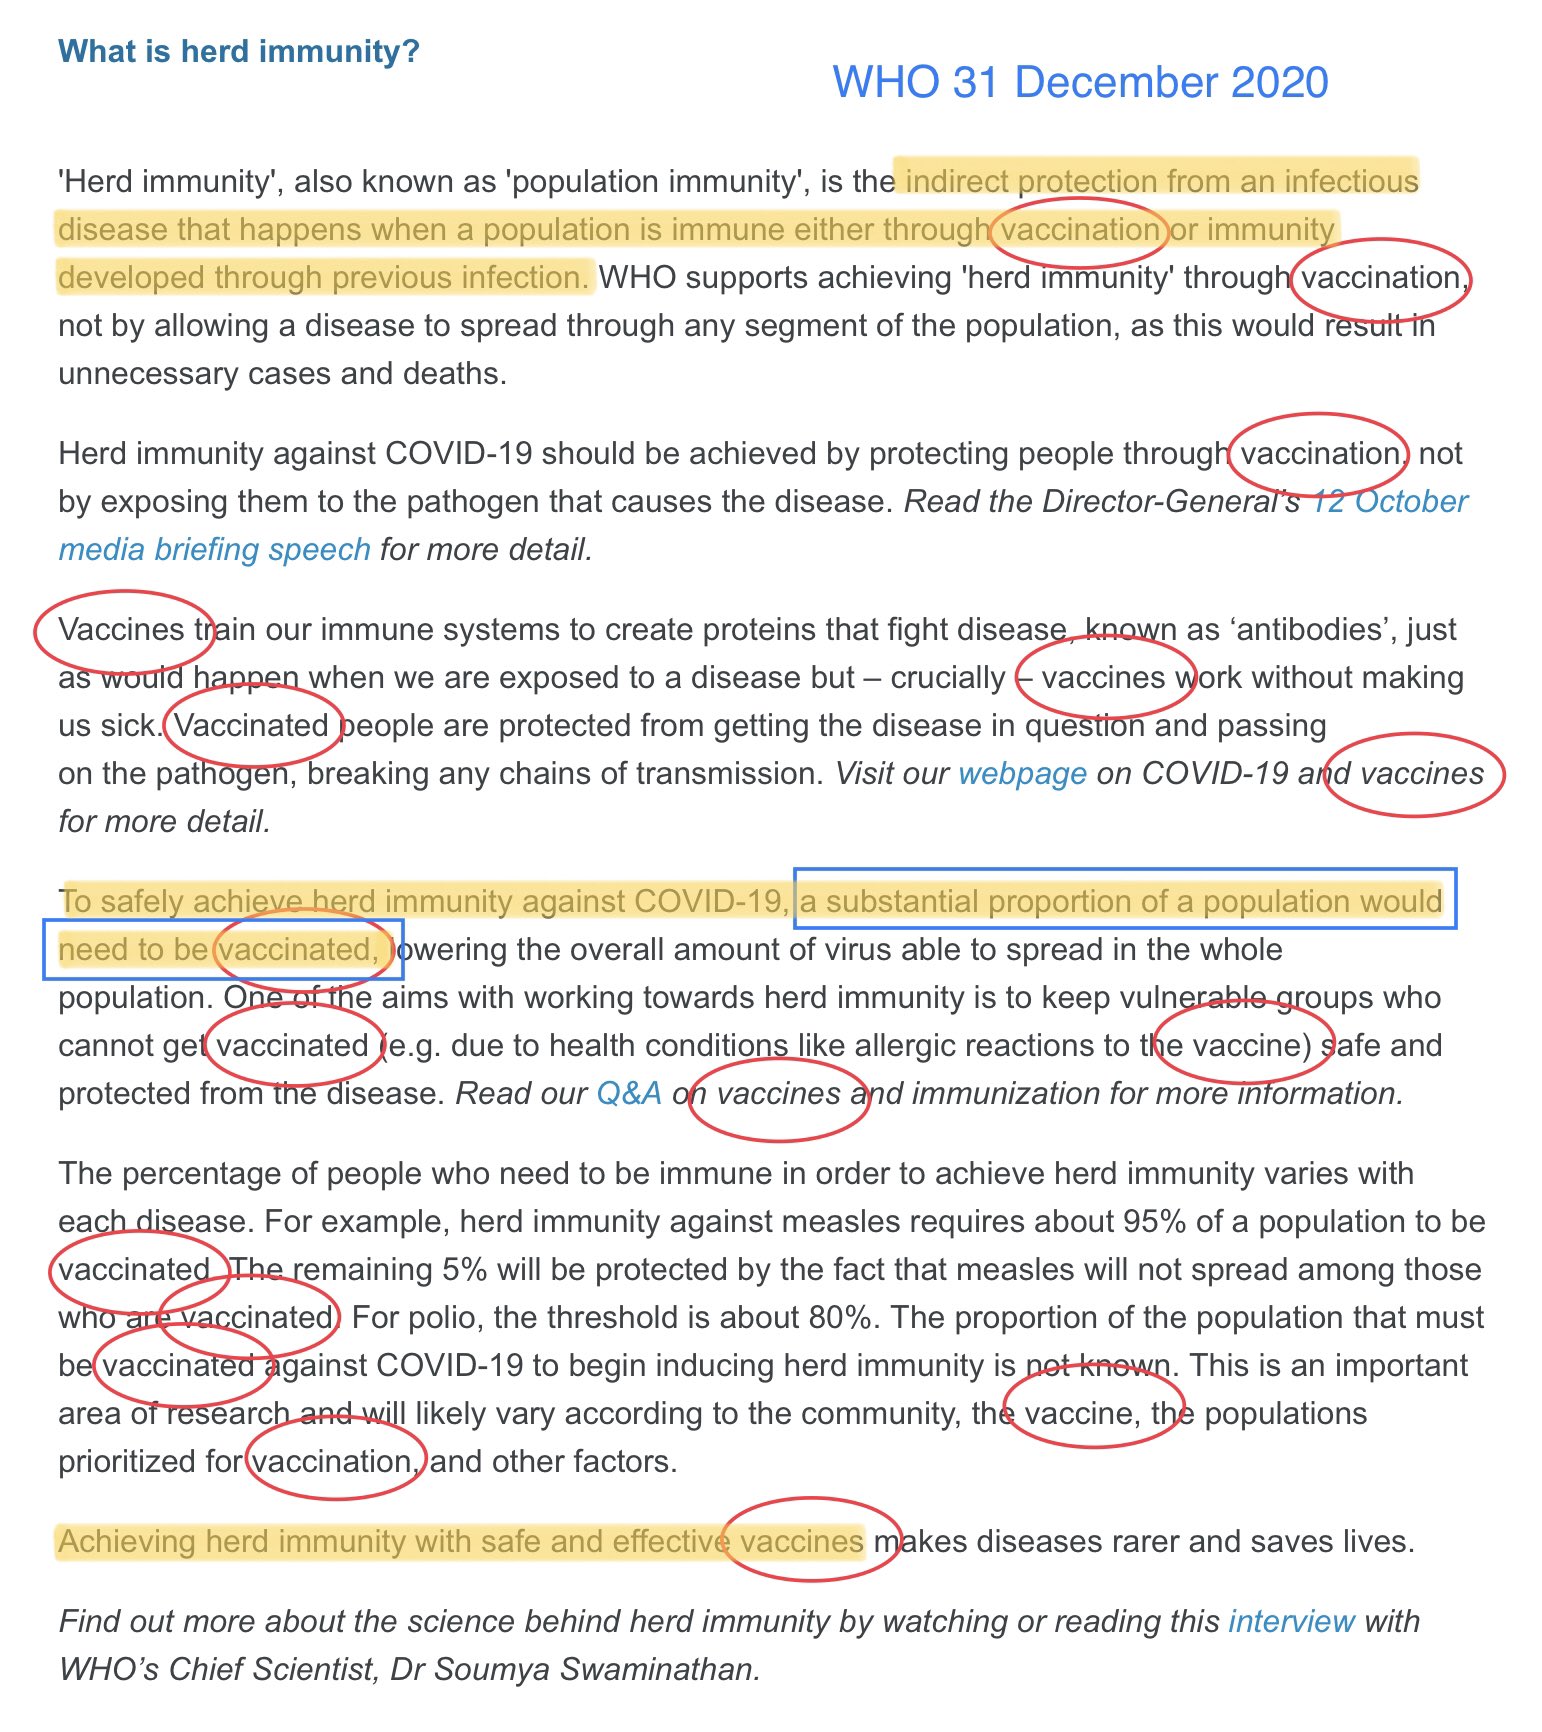 What is herd immunity?
WHO 31 December 2020
'Herd immunity', also known as 'population immunity', is the indirect protection from an infectious
disease that happens when a population is immune either through vaccination or immunity
developed through previous infection. WHO supports achieving 'herd immunity' through vaccination,
not by allowing a disease to spread through any segment of the population, as this would result in
unnecessary cases and deaths.
Herd immunity against COVID-19 should be achieved by protecting people through vaccination, not
by exposing them to the pathogen that causes the disease. Read the Director-General’s 12 October
media briefing speech for more detail.
Vaccines train our immune systems to create proteins that fight disease, known as ‘antibodies’, just
as would happen when we are exposed to a disease but – crucially – vaccines work without making
us sick. Vaccinated people are protected from getting the disease in question and passing
on the pathogen, breaking any chains of transmission. Visit our webpage on COVID-19 and vaccines
for more detail.
To safely achieve herd immunity against COVID-19, a substantial proportion of a population would
need to be vaccinated, lowering the overall amount of virus able to spread in the whole
population. One of the aims with working towards herd immunity is to keep vulnerable groups who
cannot get vaccinated (e.g. due to health conditions like allergic reactions to the vaccine) safe and
protected from the disease. Read our Q&A on vaccines and immunization for more information.
The percentage of people who need to be immune in order to achieve herd immunity varies with
each disease. For example, herd immunity against measles requires about 95% of a population to be
vaccinated. The remaining 5% will be protected by the fact that measles will not spread among those
who are vaccinated. For polio, the threshold is about 80%. The proportion of the population that must
be vaccinated against COVID-19 to begin inducing herd immunity is not known. This is an important
area of research and will likely vary according to the community, the vaccine, the populations
prioritized for vaccination, and other factors.
Achieving herd immunity with safe and effective vaccines makes diseases rarer and saves lives.
Find out more about the science behind herd immunity by watching or reading this interview with
WHO’s Chief Scientist, Dr Soumya Swaminathan.